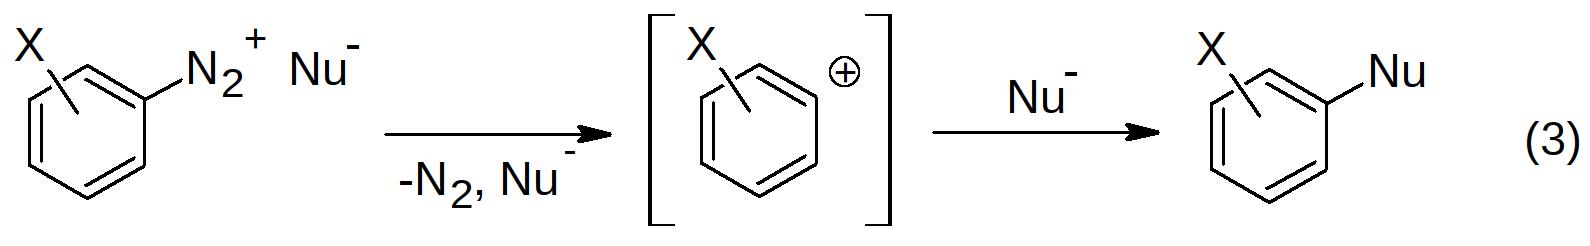 X N₂⁺ Nu⁻
-N₂, Nu⁻
X ⊕
Nu⁻
X Nu
(3)